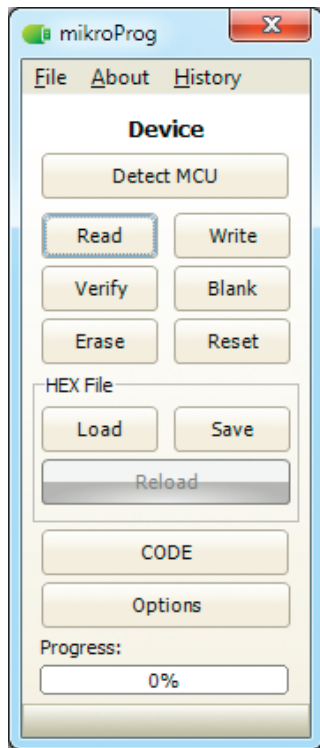 mikroProg
File About History
Device
Detect MCU
Read Write
Verify Blank
Erase Reset
HEX File
Load Save
Reload
CODE
Options
Progress:
0%